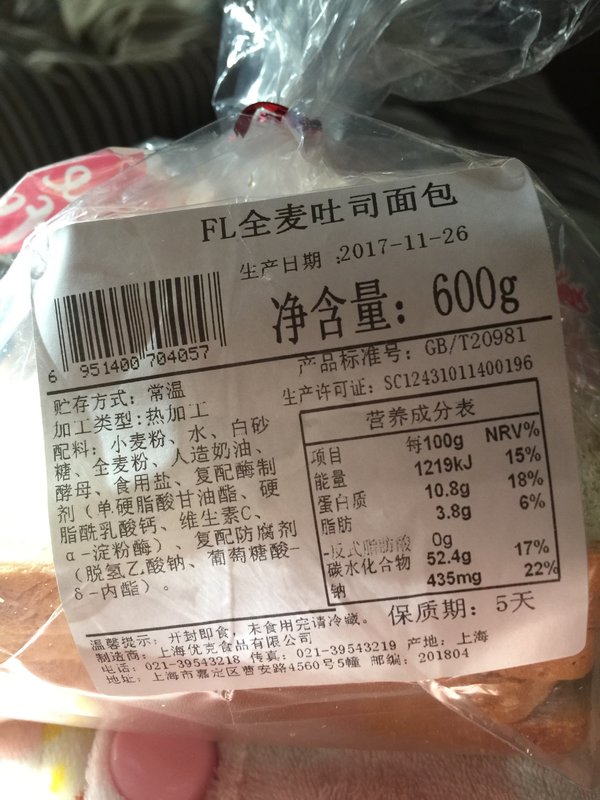 FL全麦吐司面包
生产日期:2017-11-26
净含量: 600g
6 951400 704057
产品标准号: GB/T20981
生产许可证: SC12431011400196
贮存方式: 常温
加工类型:热加工
配料: 小麦粉、水、白砂
糖、全麦粉、人造奶油、
酵母、食用盐、复配酶制
剂(单硬脂酸甘油酯、硬
脂酰乳酸钙、维生素C、
α-淀粉酶)、复配防腐剂
(脱氢乙酸钠、葡萄糖酸-
δ-内酯)。
营养成分表
项目 每100g NRV%
能量 1219kJ 15%
蛋白质 10.8g 18%
脂肪 3.8g 6%
-反式脂肪酸 0g
碳水化合物 52.4g 17%
钠 435mg 22%
保质期: 5天
温馨提示: 开封即食, 未食用完请冷藏。
制造商: 上海优克食品有限公司
电话: 021-39543218 传真: 021-39543219 产地: 上海
地址: 上海市嘉定区曹安路4560号5幢 邮编: 201804